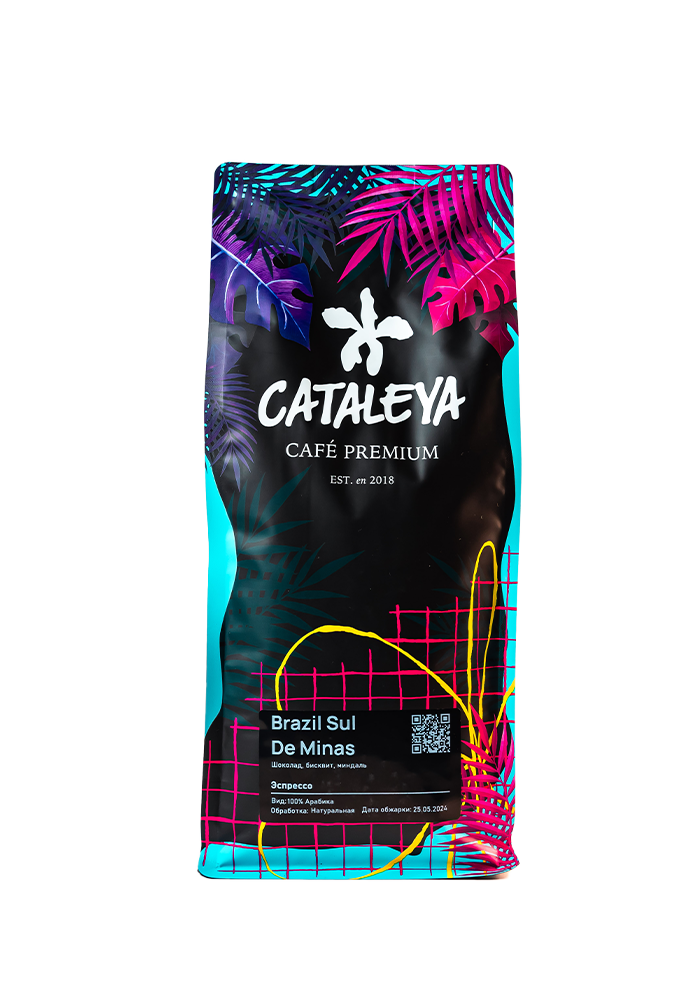 CATALEYA
CAFÉ PREMIUM
EST. en 2018
Brazil Sul
De Minas
Шоколад, бисквит, миндаль
Эспрессо
Вид:100% Арабика
Обработка: Натуральная Дата обжарки: 25.05.2024